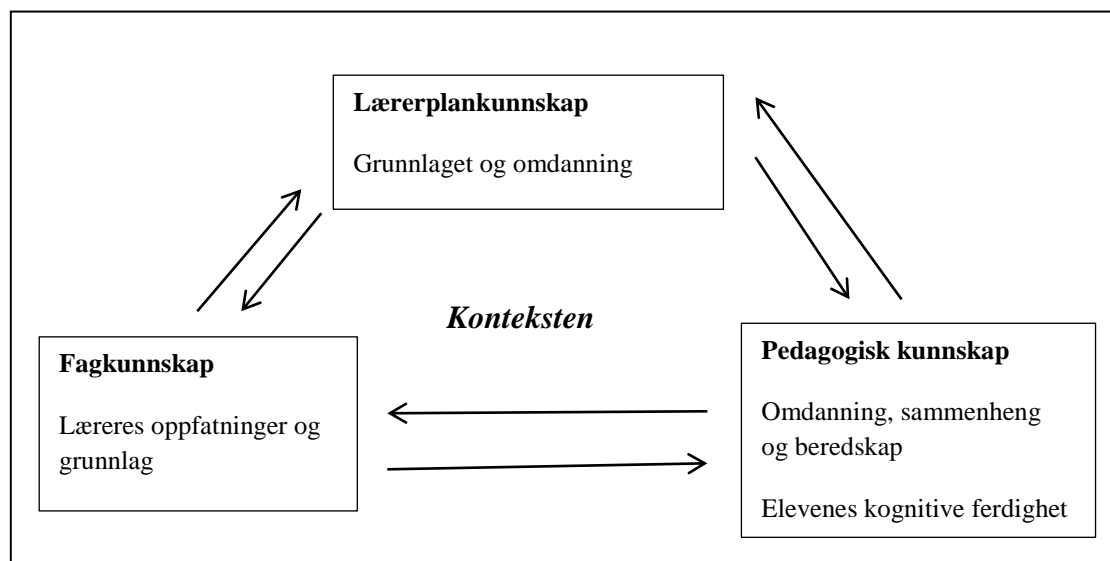 Lærerplankunnskap
Grunnlaget og omdanning
Konteksten
Fagkunnskap
Læreres oppfatninger og
grunnlag
Pedagogisk kunnskap
Omdanning, sammenheng
og beredskap
Elevenes kognitive ferdighet